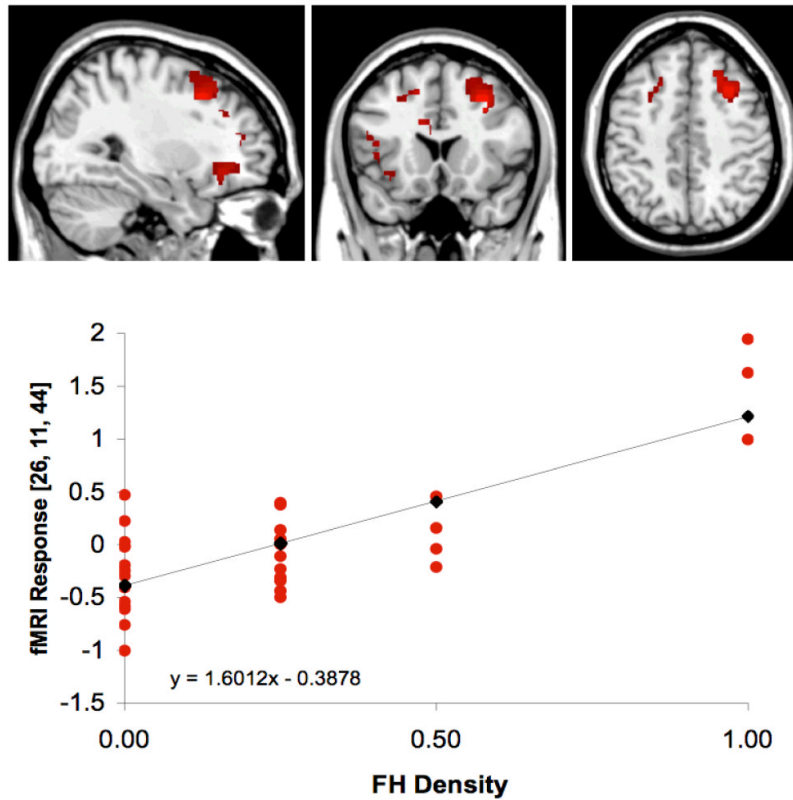 2
1.5
1
0.5
0
-0.5
-1
-1.5
fMRI Response [26, 11, 44]
y = 1.6012x - 0.3878
0.00 0.50 1.00
FH Density